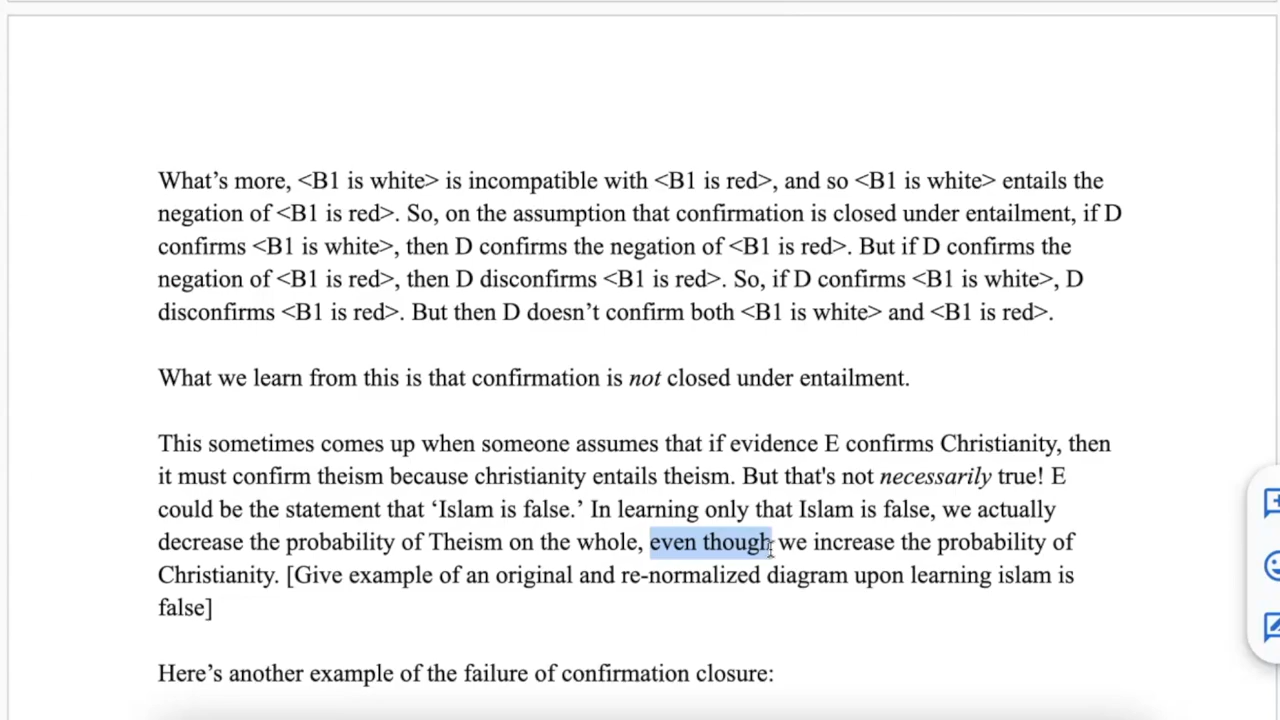 What’s more, <B1 is white> is incompatible with <B1 is red>, and so <B1 is white> entails the
negation of <B1 is red>. So, on the assumption that confirmation is closed under entailment, if D
confirms <B1 is white>, then D confirms the negation of <B1 is red>. But if D confirms the
negation of <B1 is red>, then D disconfirms <B1 is red>. So, if D confirms <B1 is white>, D
disconfirms <B1 is red>. But then D doesn’t confirm both <B1 is white> and <B1 is red>.
What we learn from this is that confirmation is not closed under entailment.
This sometimes comes up when someone assumes that if evidence E confirms Christianity, then
it must confirm theism because christianity entails theism. But that's not necessarily true! E
could be the statement that ‘Islam is false.’ In learning only that Islam is false, we actually
decrease the probability of Theism on the whole, even though we increase the probability of
Christianity. [Give example of an original and re-normalized diagram upon learning islam is
false]
Here’s another example of the failure of confirmation closure: